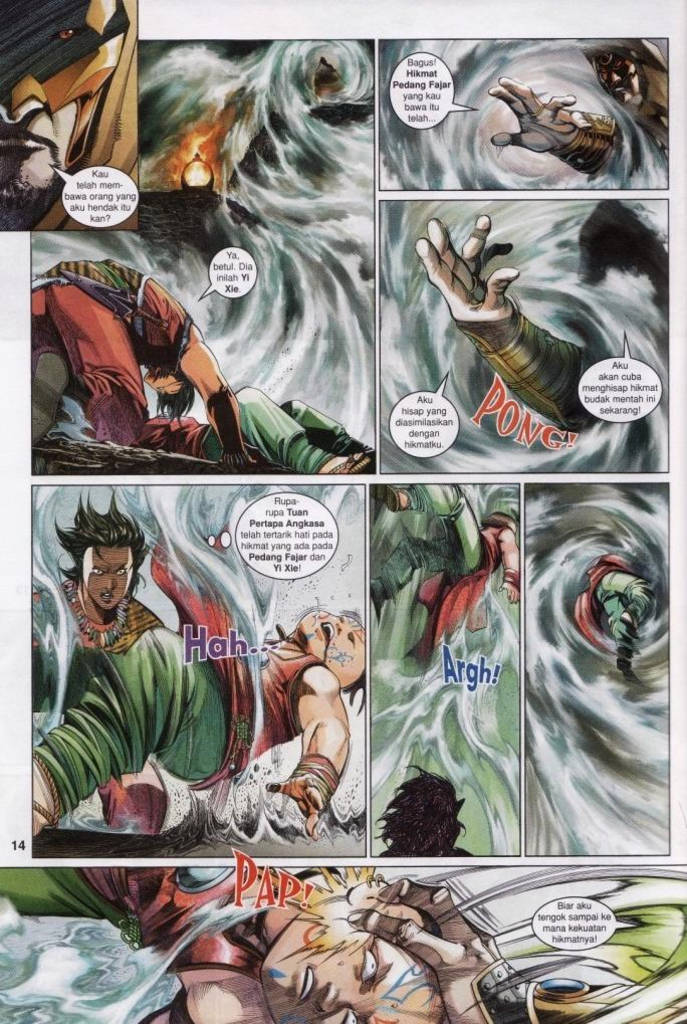 Kau
telah mem-
bawa orang yang
aku hendak itu
kan?
Ya,
betul. Dia
inilah Yi
Xie.
Bagus!
Hikmat
Pedang Fajar
yang kau
bawa itu
telah...
Aku
hisap yang
diasimilasikan
dengan
hikmatku.
PONG!
Aku
akan cuba
menghisap hikmat
budak mentah ini
sekarang!
Rupa-
rupa Tuan
Pertapa Angkasa
telah tertarik hati pada
hikmat yang ada pada
Pedang Fajar dan
Yi Xie!
Hah...
Argh!
14
PAP!
Biar aku
tengok sampai ke
mana kekuatan
hikmatnya!